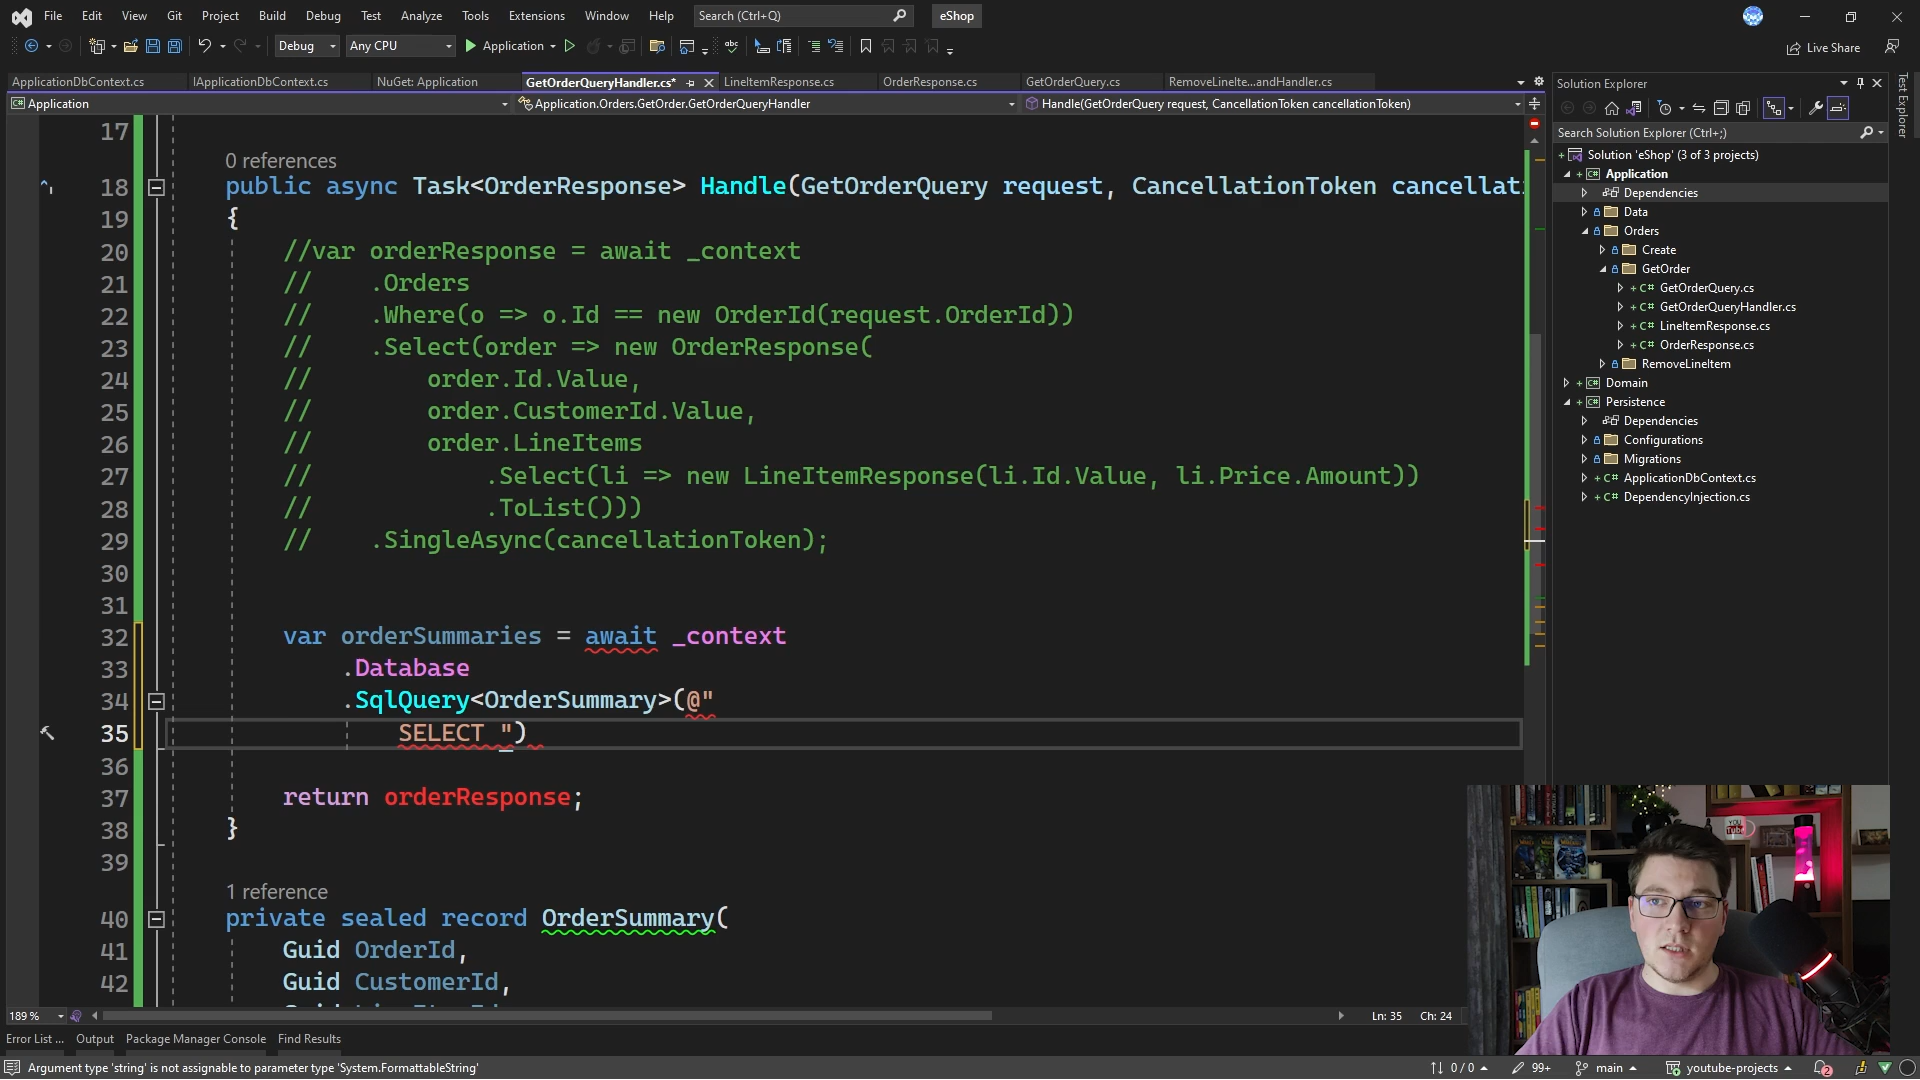 File Edit View Git Project Build Debug Test Analyze Tools Extensions Window Help Search (Ctrl+Q) eShop
Debug Any CPU Application Live Share
ApplicationDbContext.cs IApplicationDbContext.cs NuGet: Application GetOrderQueryHandler.cs* LineItemResponse.cs OrderResponse.cs GetOrderQuery.cs RemoveLineIte...andHandler.cs
Application Application.Orders.GetOrder.GetOrderQueryHandler Handle(GetOrderQuery request, CancellationToken cancellationToken)
17
0 references
18 public async Task<OrderResponse> Handle(GetOrderQuery request, CancellationToken cancellati
19 {
20 //var orderResponse = await _context
21 // .Orders
22 // .Where(o => o.Id == new OrderId(request.OrderId))
23 // .Select(order => new OrderResponse(
24 // order.Id.Value,
25 // order.CustomerId.Value,
26 // order.LineItems
27 // .Select(li => new LineItemResponse(li.Id.Value, li.Price.Amount))
28 // .ToList()))
29 // .SingleAsync(cancellationToken);
30
31
32 var orderSummaries = await _context
33 .Database
34 .SqlQuery<OrderSummary>(@"
35 SELECT ")
36
37 return orderResponse;
38 }
39
1 reference
40 private sealed record OrderSummary(
41 Guid OrderId,
42 Guid CustomerId,
189 % Ln: 35 Ch: 24
Error List ... Output Package Manager Console Find Results
Argument type 'string' is not assignable to parameter type 'System.FormattableString' 0 / 0 99+ main youtube-projects 2
Solution Explorer
Search Solution Explorer (Ctrl+;)
Solution 'eShop' (3 of 3 projects)
Application
Dependencies
Data
Orders
Create
GetOrder
GetOrderQuery.cs
GetOrderQueryHandler.cs
LineItemResponse.cs
OrderResponse.cs
RemoveLineItem
Domain
Persistence
Dependencies
Configurations
Migrations
ApplicationDbContext.cs
DependencyInjection.cs
Test Explorer